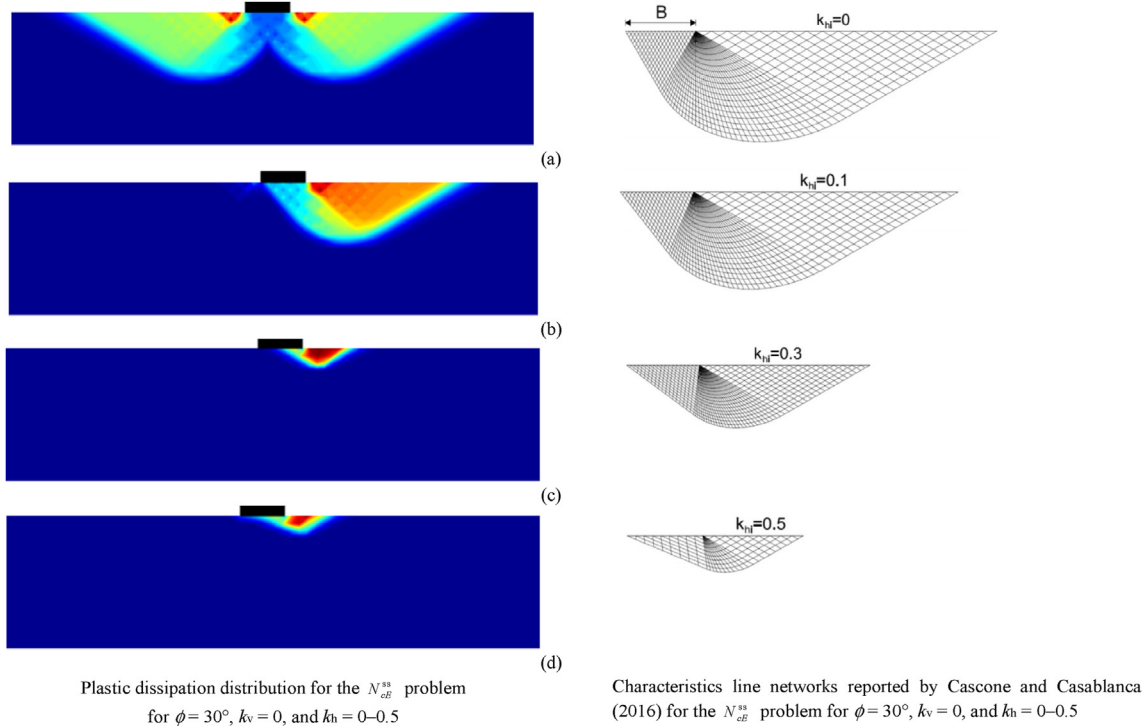 B
k_hi=0
(a)
k_hi=0.1
(b)
k_hi=0.3
(c)
k_hi=0.5
(d)
Plastic dissipation distribution for the N_cE^ss problem
for ϕ = 30°, kv = 0, and kh = 0–0.5
Characteristics line networks reported by Cascone and Casablanca
(2016) for the N_cE^ss problem for ϕ = 30°, kv = 0, and kh = 0–0.5